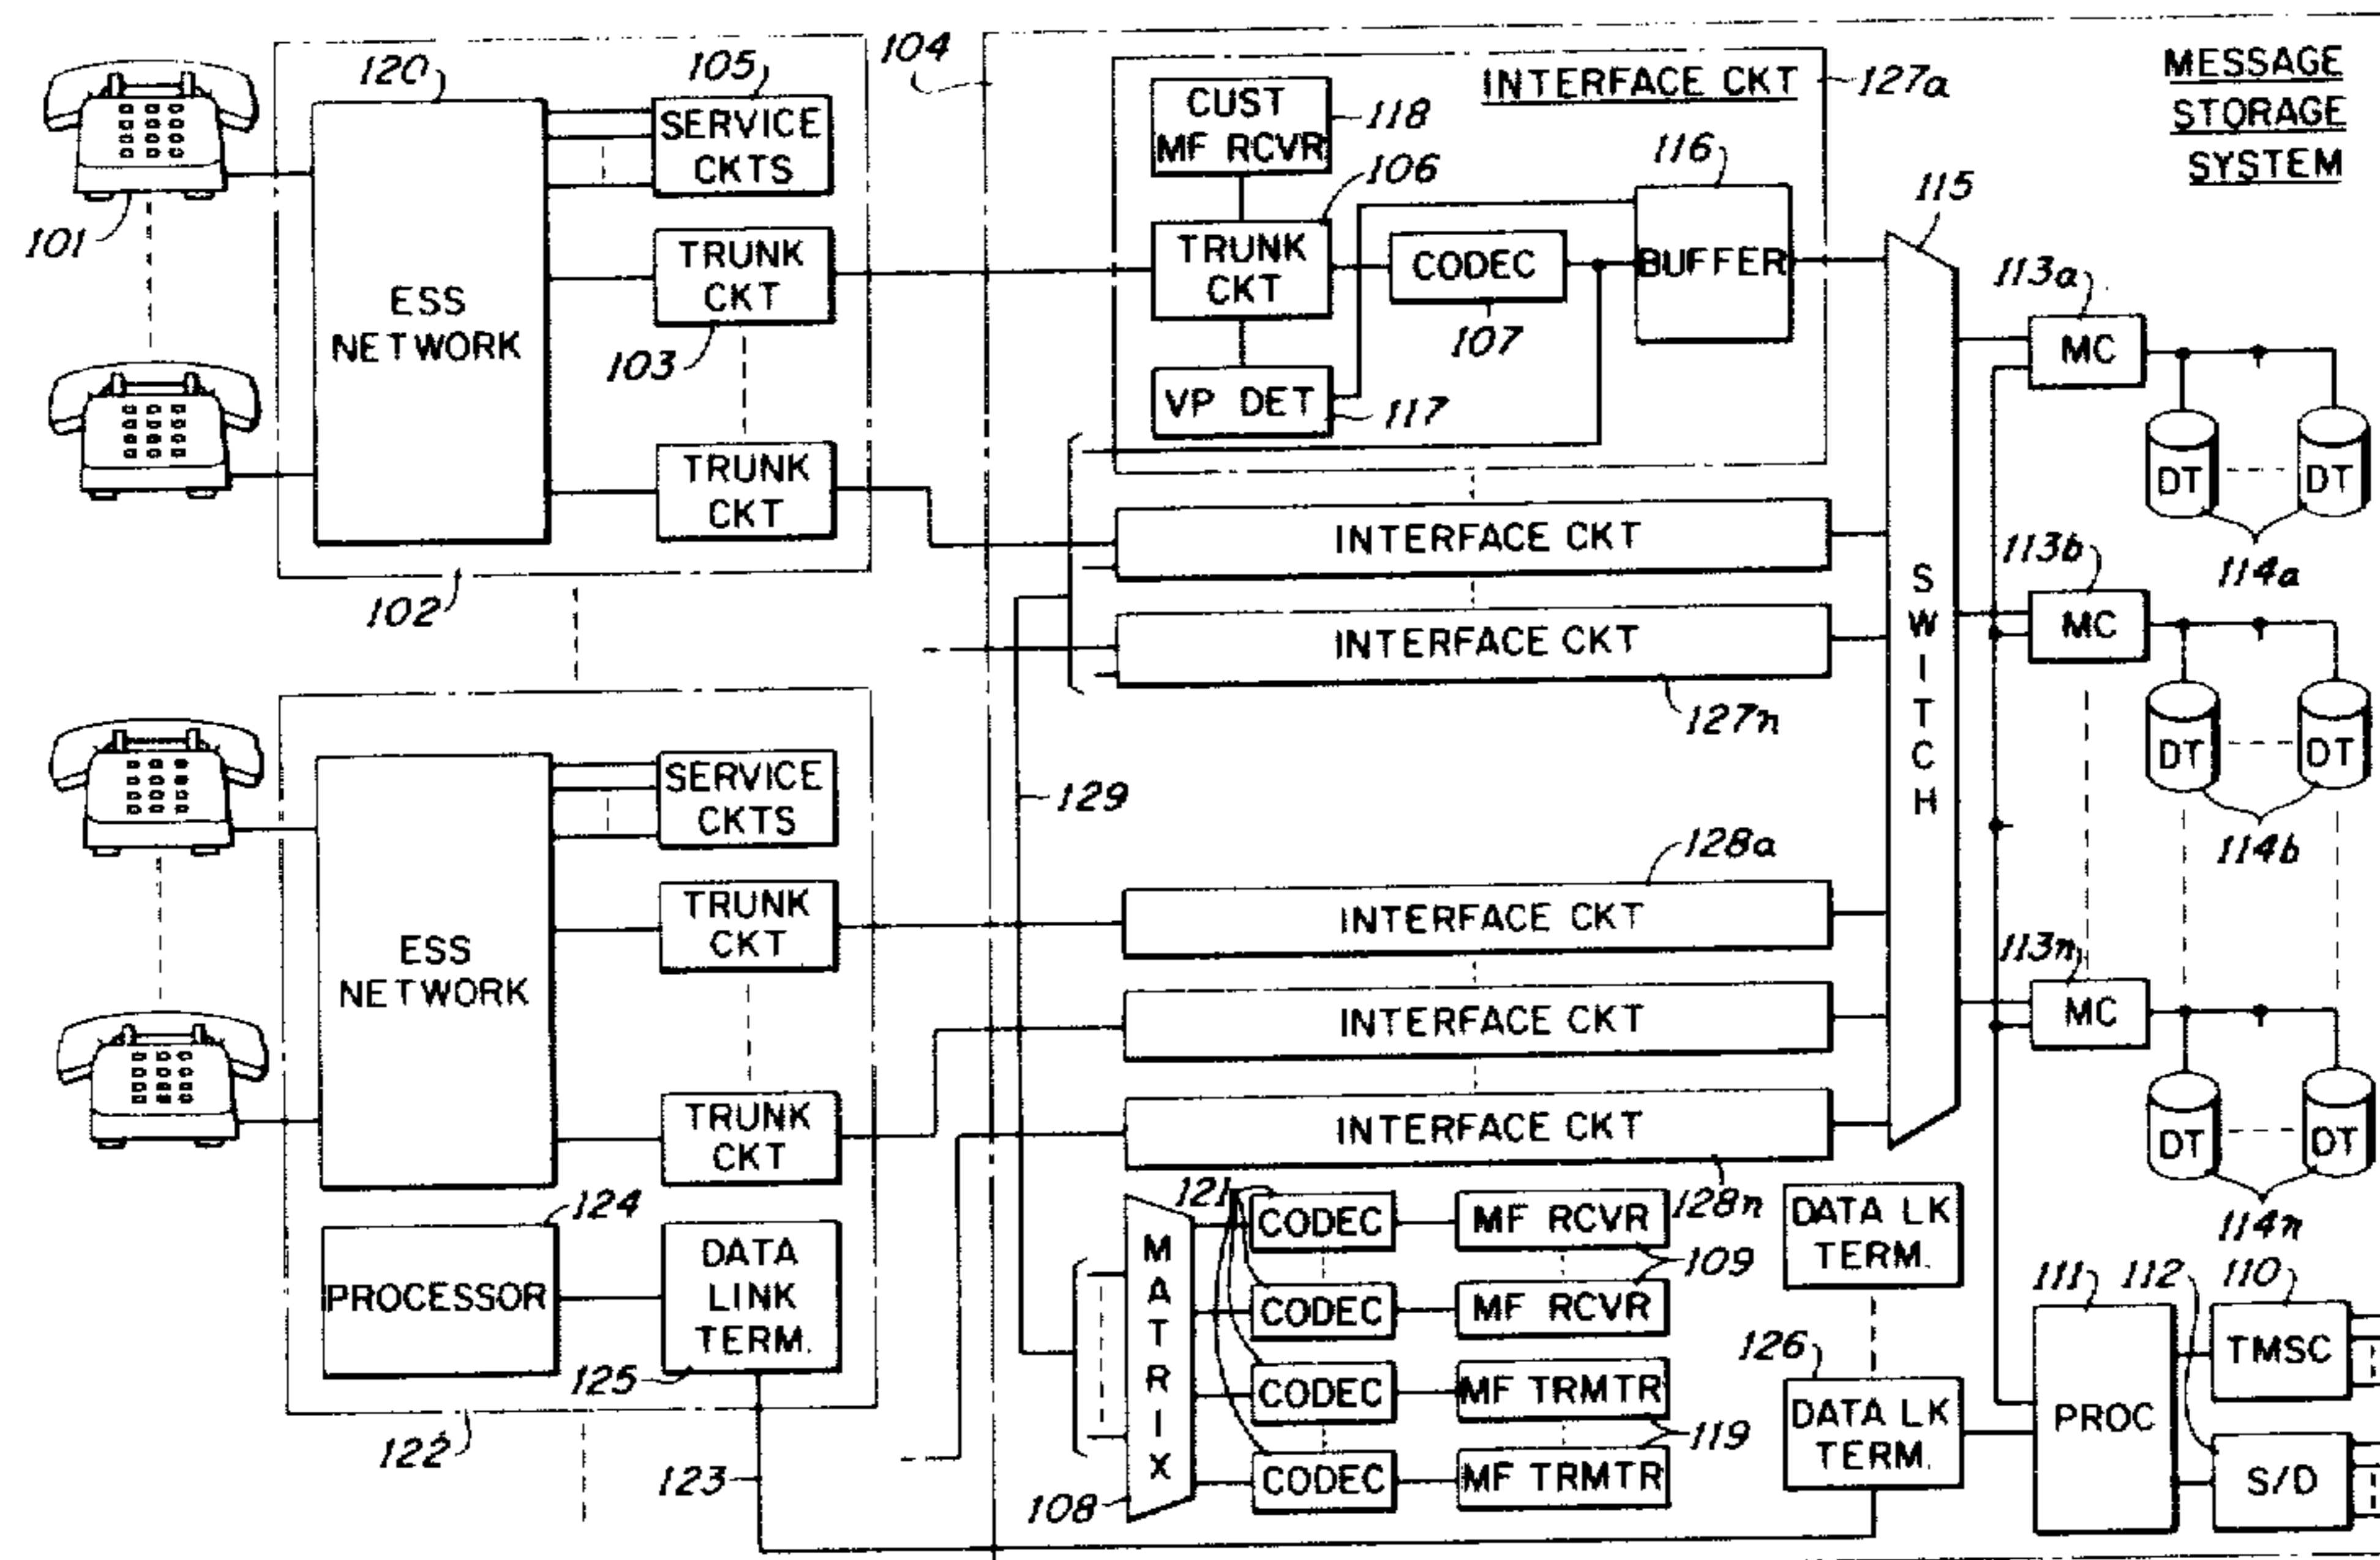 120
105
SERVICE
CKTS
ESS
NETWORK
TRUNK
CKT
103
TRUNK
CKT
101
102
104
INTERFACE CKT
127a
CUST
MF RCVR
118
106
TRUNK
CKT
CODEC
107
116
BUFFER
VP DET
117
MESSAGE
STORAGE
SYSTEM
115
SWITCH
113a
MC
DT
DT
114a
INTERFACE CKT
INTERFACE CKT
127n
113b
MC
DT
DT
114b
129
SERVICE
CKTS
ESS
NETWORK
TRUNK
CKT
TRUNK
CKT
128a
INTERFACE CKT
INTERFACE CKT
INTERFACE CKT
128n
113n
MC
DT
DT
114n
124
PROCESSOR
DATA
LINK
TERM.
125
122
123
MATRIX
108
121
CODEC
MF RCVR
CODEC
MF RCVR
109
CODEC
MF TRMTR
CODEC
MF TRMTR
119
DATA LK
TERM.
126
DATA LK
TERM.
111
PROC
112
110
TMSC
S/D